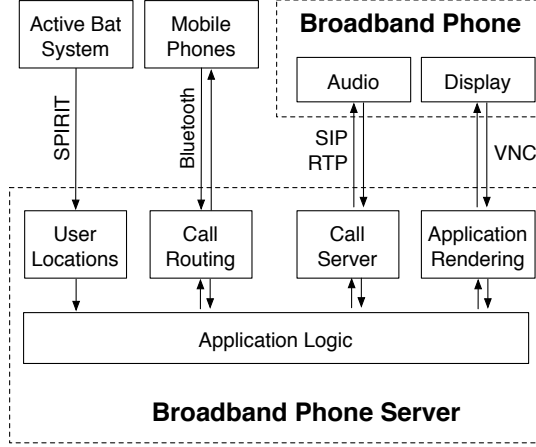 Broadband Phone
Active Bat
System
Mobile
Phones
Audio
Display
SPIRIT
Bluetooth
SIP
RTP
VNC
User
Locations
Call
Routing
Call
Server
Application
Rendering
Application Logic
Broadband Phone Server